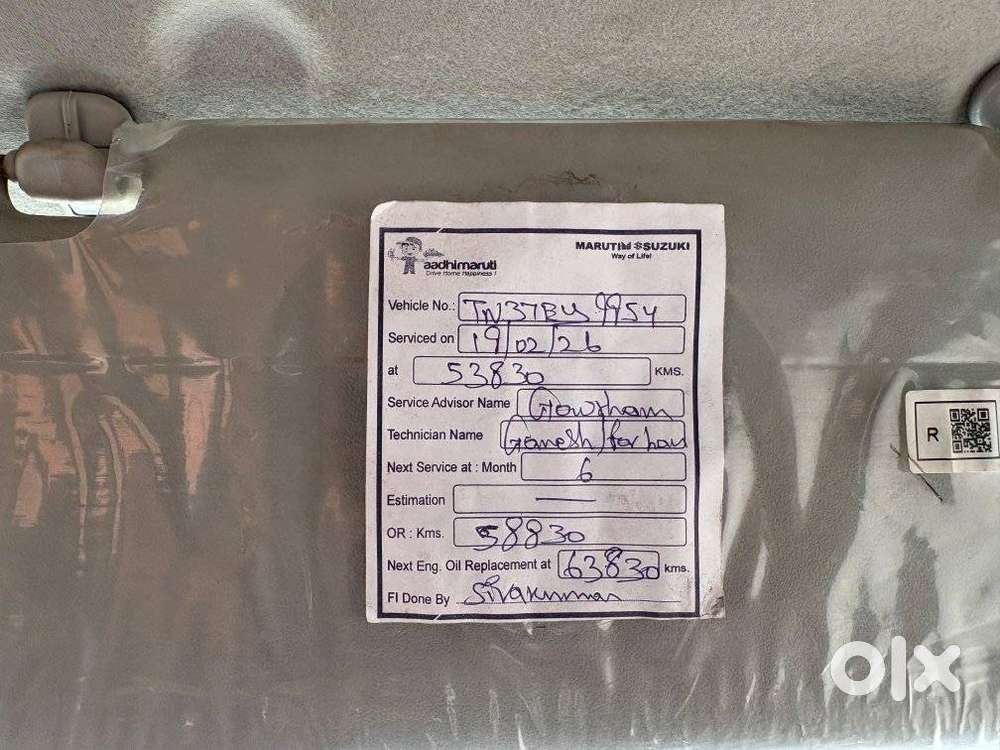 aadhimaruti
Drive Home Happiness !
MARUTI SUZUKI
Way of Life!
Vehicle No.: TN37BU 9954
Serviced on 19/02/26
at 53830 KMS.
Service Advisor Name Gowtham
Technician Name Ganesh
Next Service at : Month 6
Estimation —
OR : Kms. 58830
Next Eng. Oil Replacement at 63830 kms.
FI Done By Sivakumar
R
olx